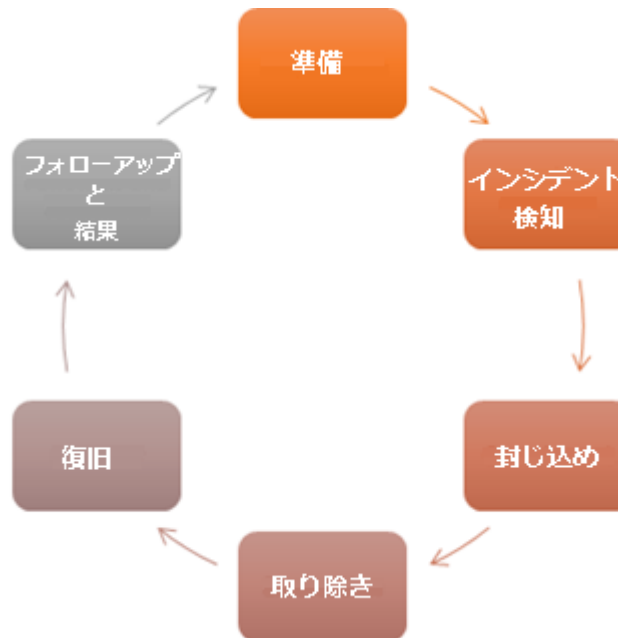 準備
インシデント
検知
封じ込め
取り除き
復旧
フォローアップ
と
結果